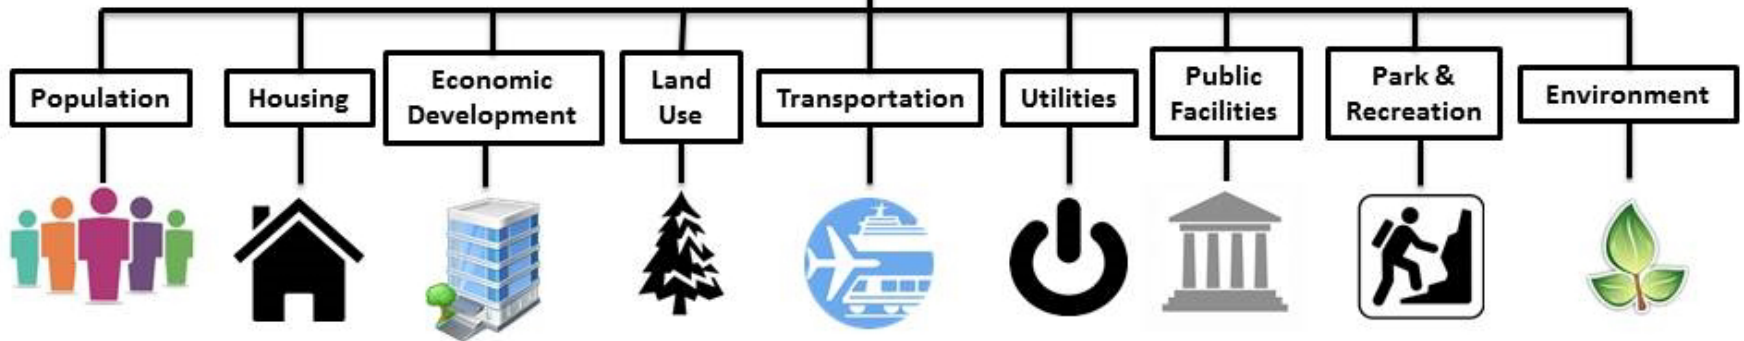 Population
Housing
Economic
Development
Land
Use
Transportation
Utilities
Public
Facilities
Park &
Recreation
Environment